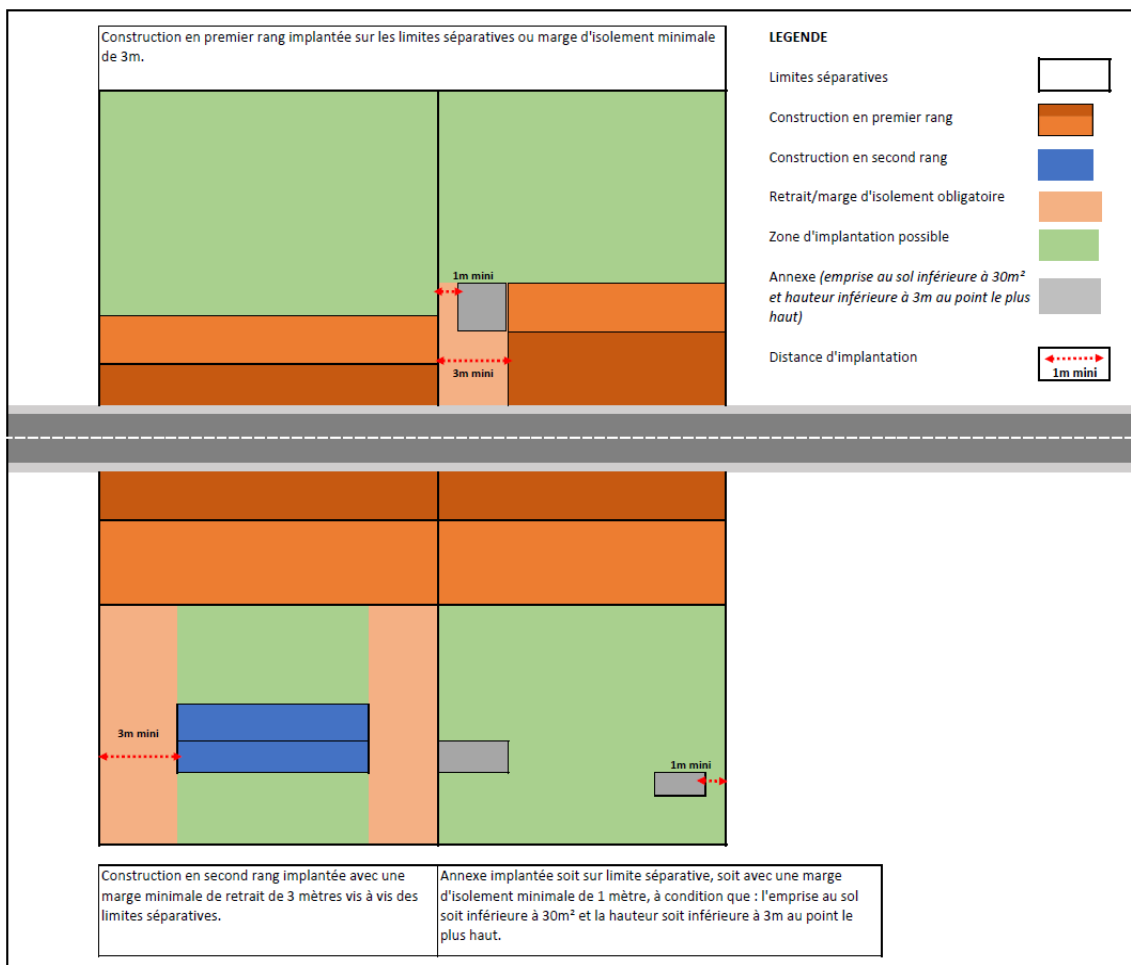 Construction en premier rang implantée sur les limites séparatives ou marge d'isolement minimale
de 3m.
LEGENDE
Limites séparatives
Construction en premier rang
Construction en second rang
Retrait/marge d'isolement obligatoire
Zone d'implantation possible
Annexe (emprise au sol inférieure à 30m²
et hauteur inférieure à 3m au point le plus
haut)
Distance d'implantation
1m mini
1m mini
3m mini
3m mini
1m mini
Construction en second rang implantée avec une
marge minimale de retrait de 3 mètres vis à vis des
limites séparatives.
Annexe implantée soit sur limite séparative, soit avec une marge
d'isolement minimale de 1 mètre, à condition que : l'emprise au sol
soit inférieure à 30m² et la hauteur soit inférieure à 3m au point le
plus haut.